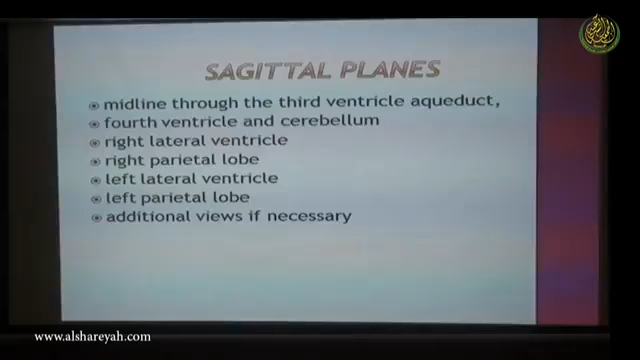 SAGITTAL PLANES
midline through the third ventricle aqueduct,
fourth ventricle and cerebellum
right lateral ventricle
right parietal lobe
left lateral ventricle
left parietal lobe
additional views if necessary
www.alshareyah.com